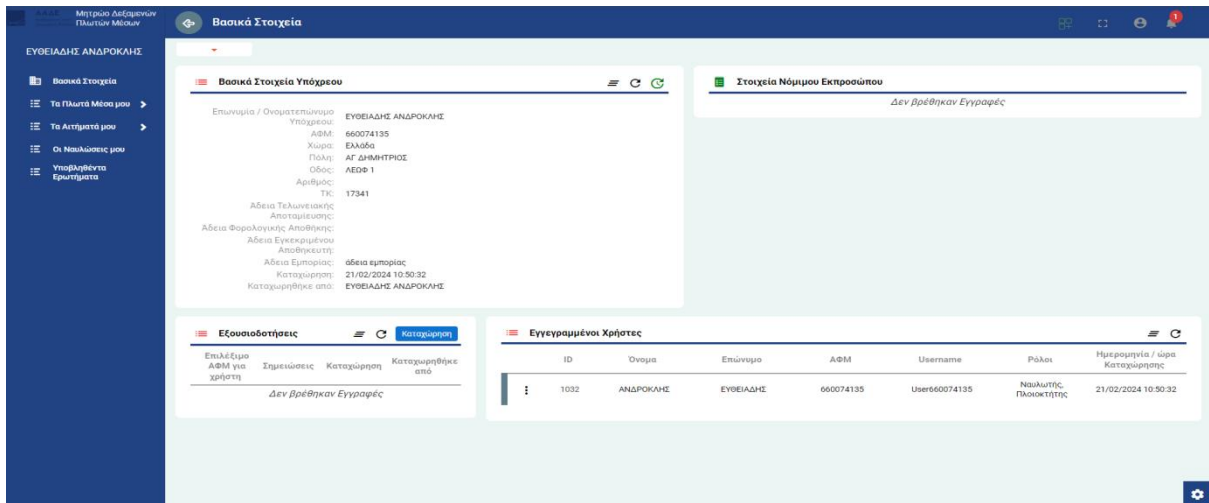 ΑΑΔΕ
Μητρώο Δεξαμενών
Πλωτών Μέσων
Βασικά Στοιχεία
1
ΕΥΘΕΙΑΔΗΣ ΑΝΔΡΟΚΛΗΣ
Βασικά Στοιχεία
Τα Πλωτά Μέσα μου
Τα Αιτήματά μου
Οι Ναυλώσεις μου
Υποβληθέντα
Ερωτήματα
Βασικά Στοιχεία Υπόχρεου
Επωνυμία / Ονοματεπώνυμο
Υπόχρεου: ΕΥΘΕΙΑΔΗΣ ΑΝΔΡΟΚΛΗΣ
ΑΦΜ: 660074135
Χώρα: Ελλάδα
Πόλη: ΑΓ ΔΗΜΗΤΡΙΟΣ
Οδός: ΛΕΩΦ 1
Αριθμός:
ΤΚ: 17341
Άδεια Τελωνειακής
Αποταμίευσης:
Άδεια Φορολογικής Αποθήκης:
Άδεια Εγκεκριμένου
Αποθηκευτή:
Άδεια Εμπορίας: άδεια εμπορίας
Καταχώρηση: 21/02/2024 10:50:32
Καταχωρήθηκε από: ΕΥΘΕΙΑΔΗΣ ΑΝΔΡΟΚΛΗΣ
Στοιχεία Νόμιμου Εκπροσώπου
Δεν βρέθηκαν Εγγραφές
Εξουσιοδοτήσεις Καταχώρηση
Επιλέξιμο
ΑΦΜ για
χρήστη Σημειώσεις Καταχώρηση Καταχωρηθήκε
από
Δεν βρέθηκαν Εγγραφές
Εγγεγραμμένοι Χρήστες
ID Όνομα Επώνυμο ΑΦΜ Username Ρόλοι Ημερομηνία / ώρα
Καταχώρησης
1032 ΑΝΔΡΟΚΛΗΣ ΕΥΘΕΙΑΔΗΣ 660074135 User660074135 Ναυλωτής,
Πλοιοκτήτης 21/02/2024 10:50:32